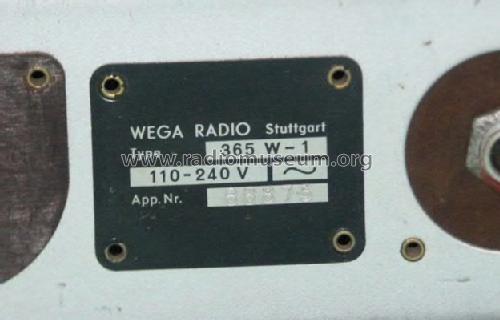 WEGA RADIO Stuttgart
Type 365 W-1
www.radiomuseum.org
110-240 V ~
App.Nr.